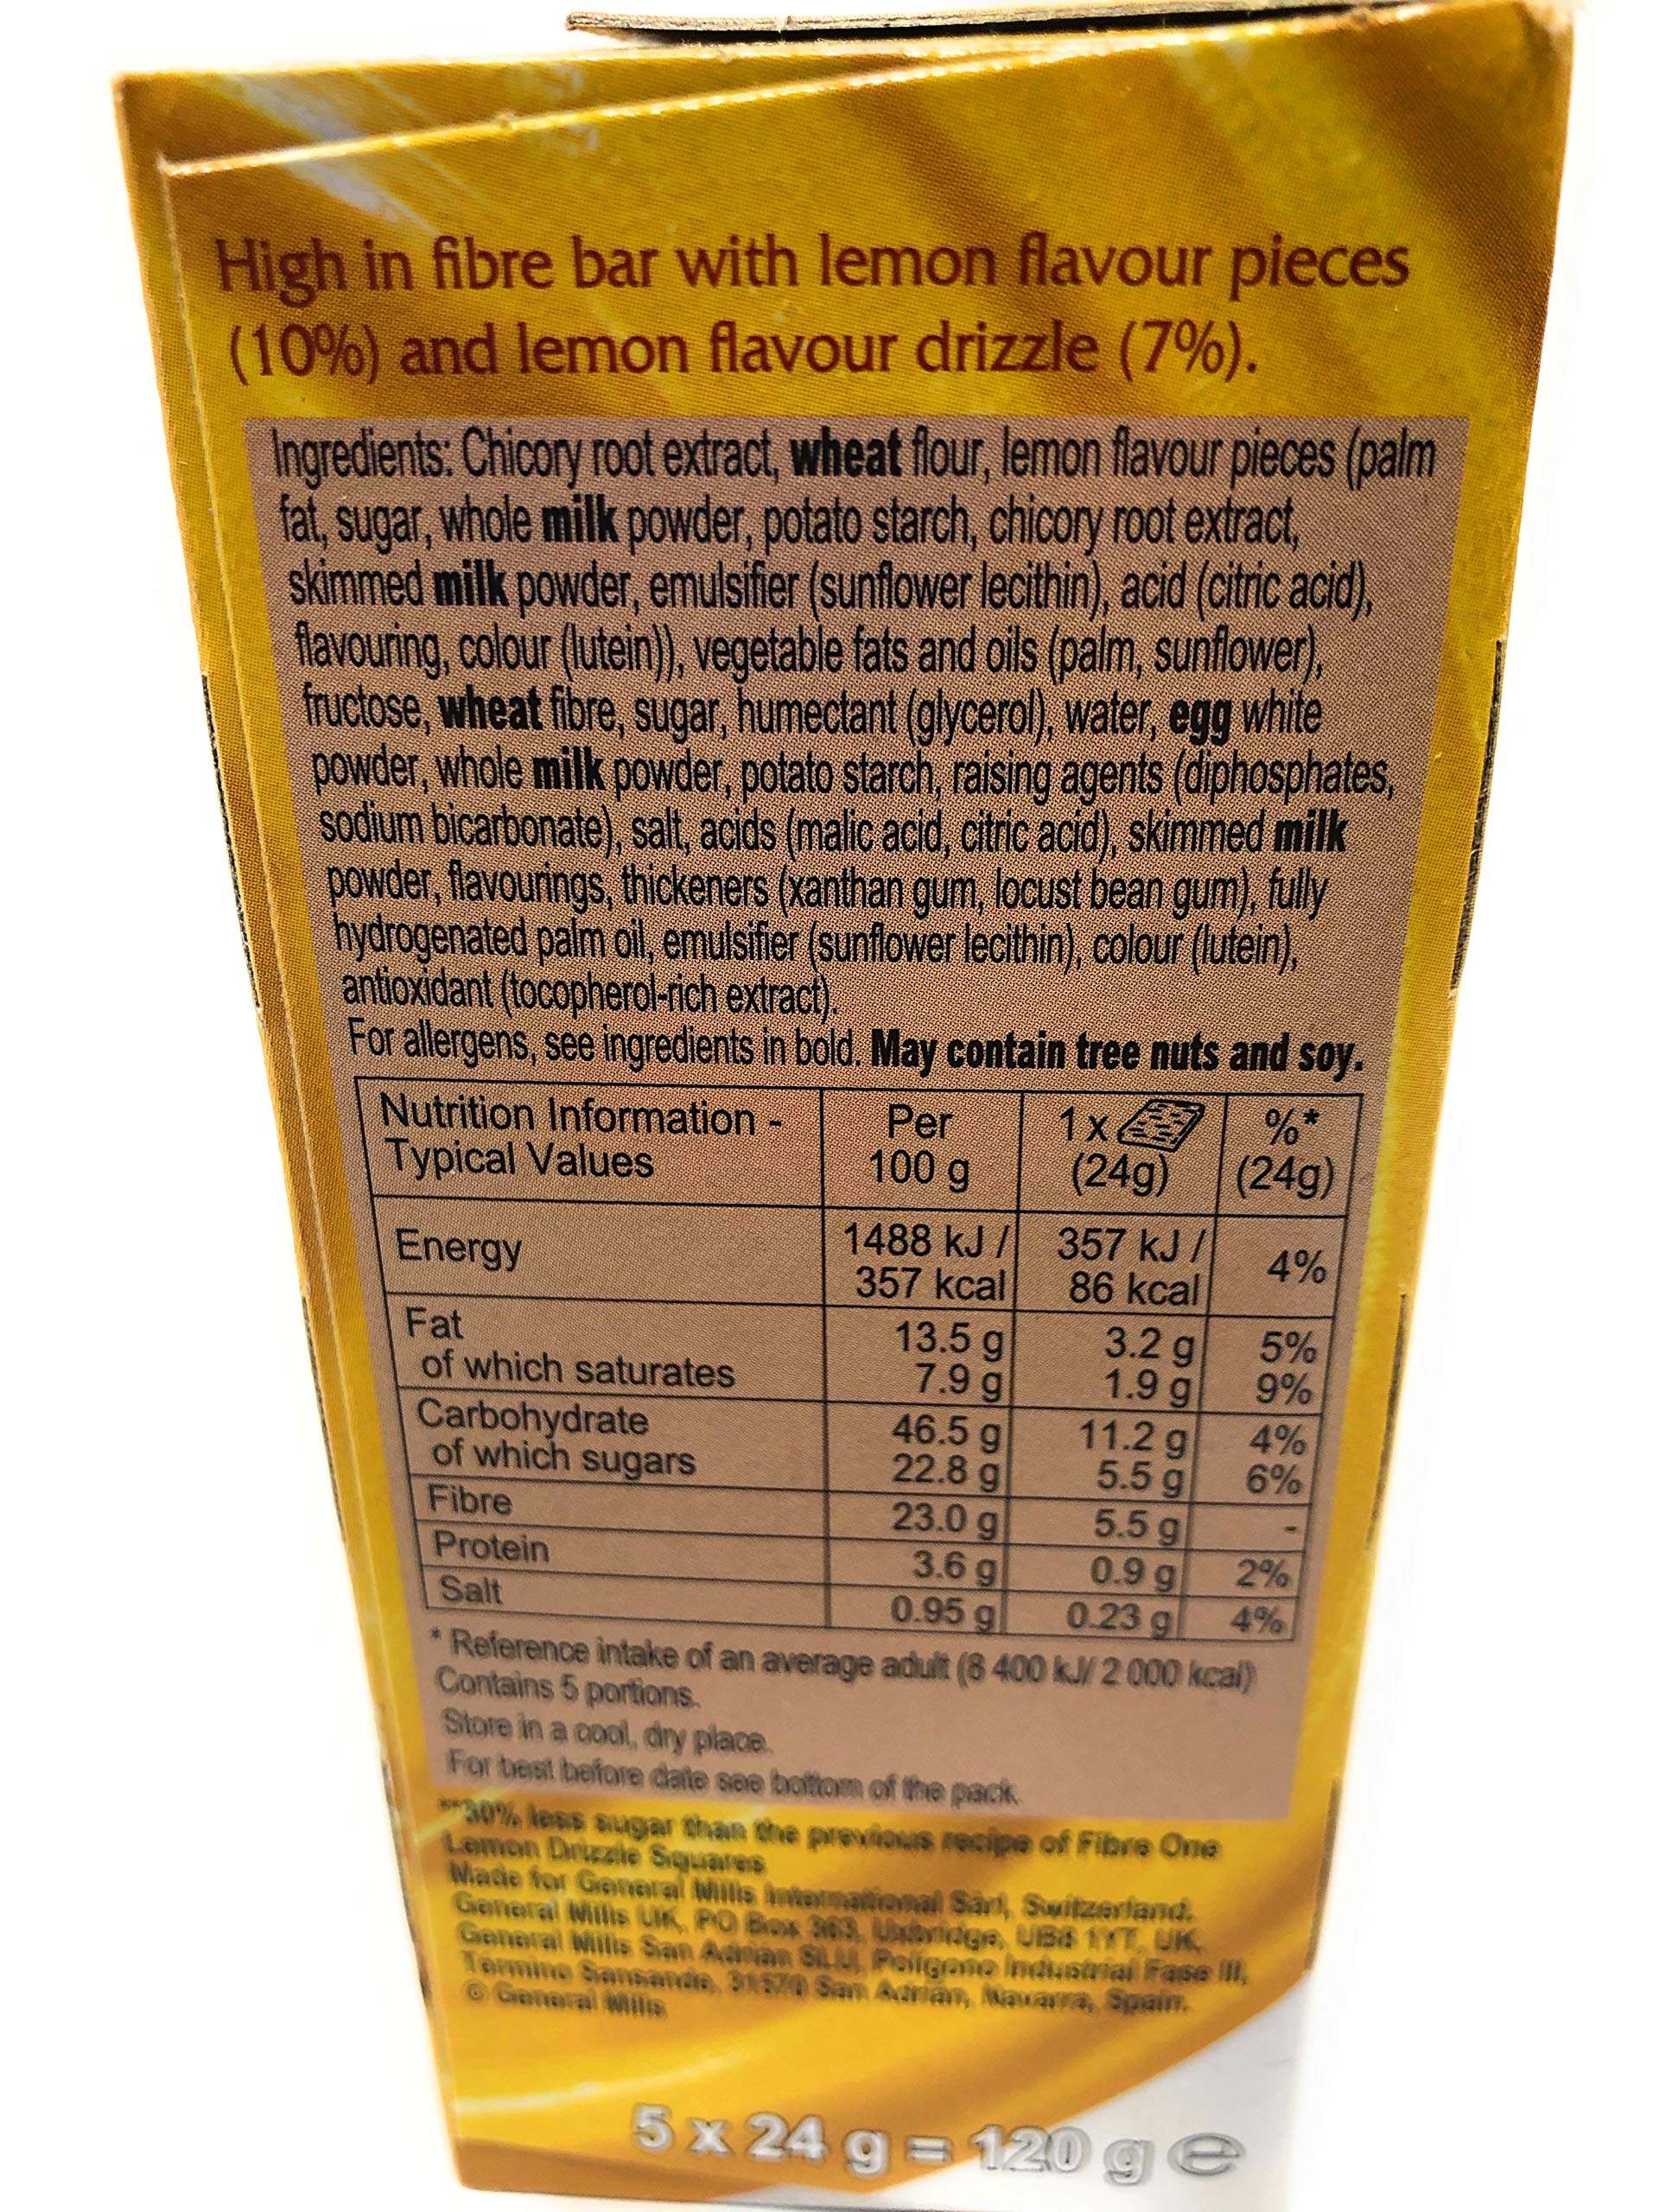 High in fibre bar with lemon flavour pieces
(10%) and lemon flavour drizzle (7%).
Ingredients: Chicory root extract, wheat flour, lemon flavour pieces (palm
fat, sugar, whole milk powder, potato starch, chicory root extract,
skimmed milk powder, emulsifier (sunflower lecithin), acid (citric acid),
flavouring, colour (lutein)), vegetable fats and oils (palm, sunflower),
fructose, wheat fibre, sugar, humectant (glycerol), water, egg white
powder, whole milk powder, potato starch, raising agents (diphosphates,
sodium bicarbonate), salt, acids (malic acid, citric acid), skimmed milk
powder, flavourings, thickeners (xanthan gum, locust bean gum), fully
hydrogenated palm oil, emulsifier (sunflower lecithin), colour (lutein),
antioxidant (tocopherol-rich extract).
For allergens, see ingredients in bold. May contain tree nuts and soy.
Nutrition Information - Typical Values Per 100 g 1 x (24g) %* (24g)
Energy 1488 kJ / 357 kcal 357 kJ / 86 kcal 4%
Fat 13.5 g 3.2 g 5%
of which saturates 7.9 g 1.9 g 9%
Carbohydrate 46.5 g 11.2 g 4%
of which sugars 22.8 g 5.5 g 6%
Fibre 23.0 g 5.5 g -
Protein 3.6 g 0.9 g 2%
Salt 0.95 g 0.23 g 4%
* Reference intake of an average adult (8 400 kJ/ 2 000 kcal)
Contains 5 portions.
Store in a cool, dry place.
For best before date see bottom of the pack.
**30% less sugar than the previous recipe of Fibre One
Lemon Drizzle Squares
Made for General Mills International Sàrl, Switzerland.
General Mills UK, PO Box 363, Uxbridge, UB8 1YT, UK.
General Mills San Adrián SLU, Polígono Industrial Fase III,
31570 San Adrián, Navarra, Spain.
© General Mills
5 x 24 g = 120 g e